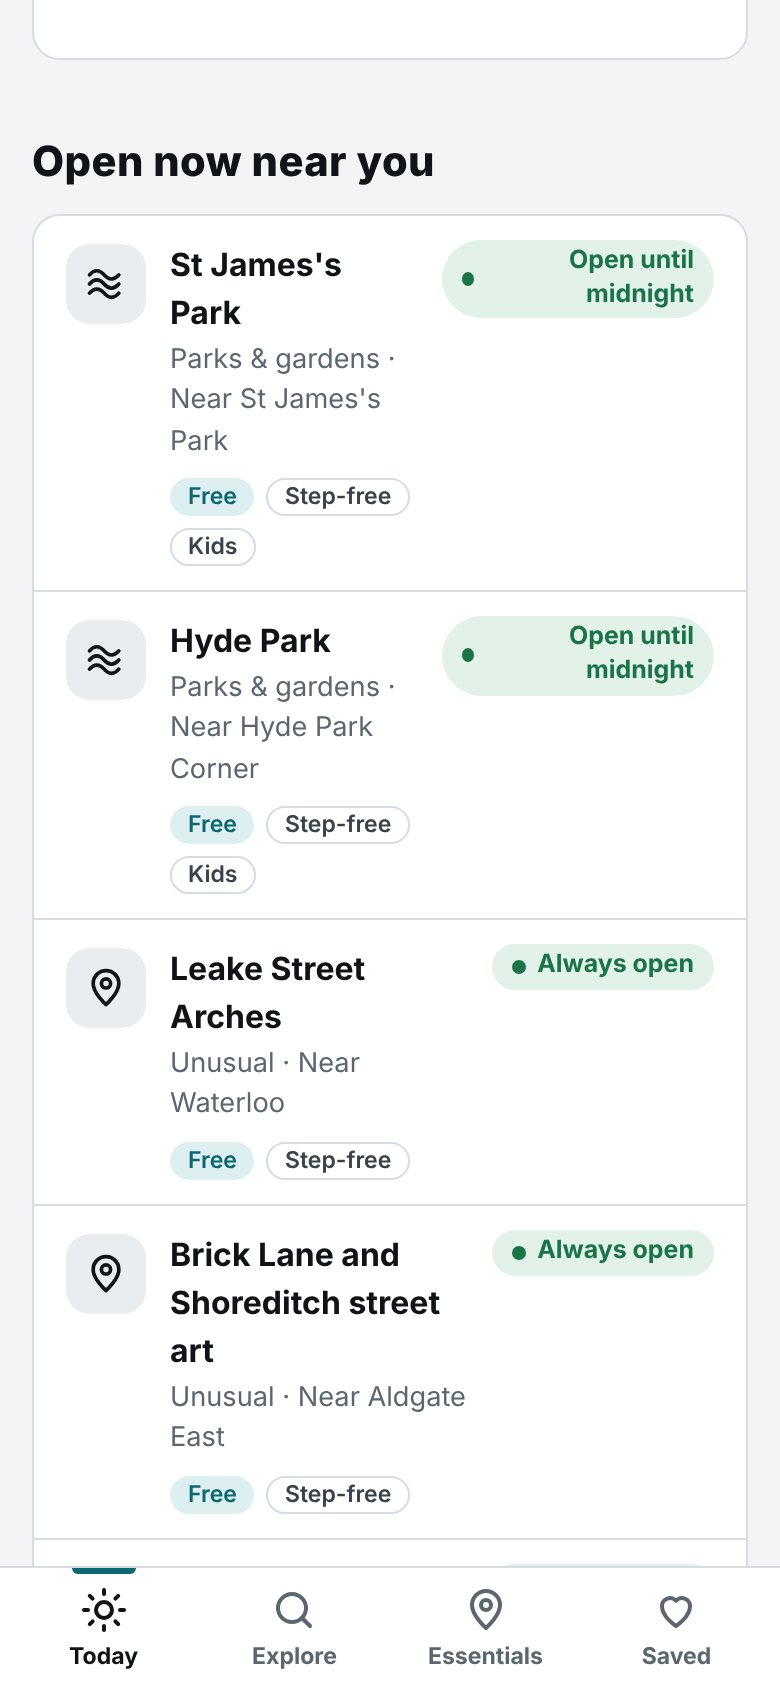 Open now near you
St James's
Park
Open until
midnight
Parks & gardens ·
Near St James's
Park
Free
Step-free
Kids
Hyde Park
Open until
midnight
Parks & gardens ·
Near Hyde Park
Corner
Free
Step-free
Kids
Leake Street
Arches
Always open
Unusual · Near
Waterloo
Free
Step-free
Brick Lane and
Shoreditch street
art
Always open
Unusual · Near Aldgate
East
Free
Step-free
Today
Explore
Essentials
Saved